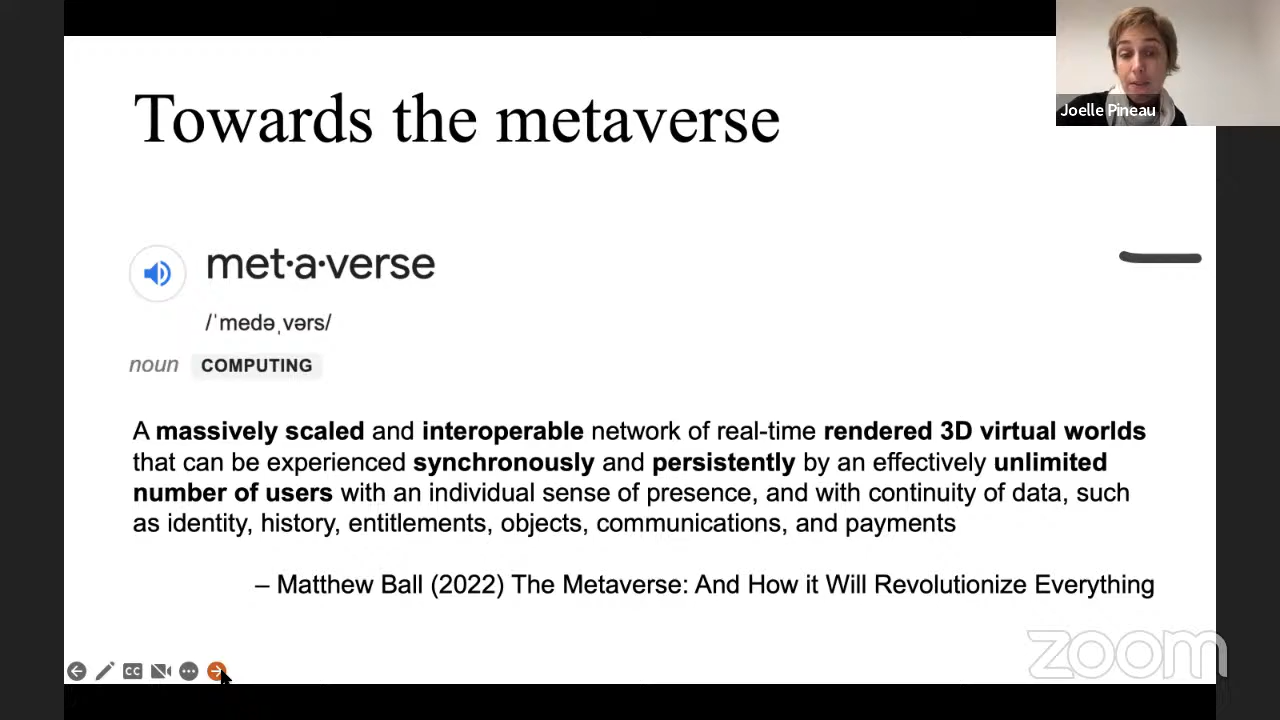 Towards the metaverse
Joelle Pineau
met·a·verse
/ˈmedəˌvərs/
noun COMPUTING
A massively scaled and interoperable network of real-time rendered 3D virtual worlds
that can be experienced synchronously and persistently by an effectively unlimited
number of users with an individual sense of presence, and with continuity of data, such
as identity, history, entitlements, objects, communications, and payments
– Matthew Ball (2022) The Metaverse: And How it Will Revolutionize Everything
CC
zoom